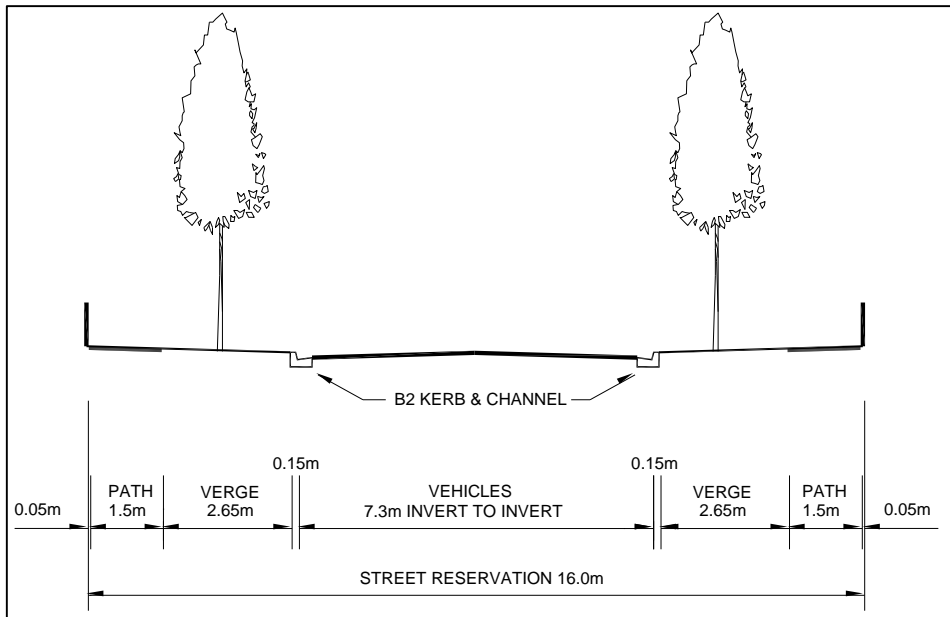 B2 KERB & CHANNEL
0.15m
0.15m
0.05m
PATH
1.5m
VERGE
2.65m
VEHICLES
7.3m INVERT TO INVERT
VERGE
2.65m
PATH
1.5m
0.05m
STREET RESERVATION 16.0m